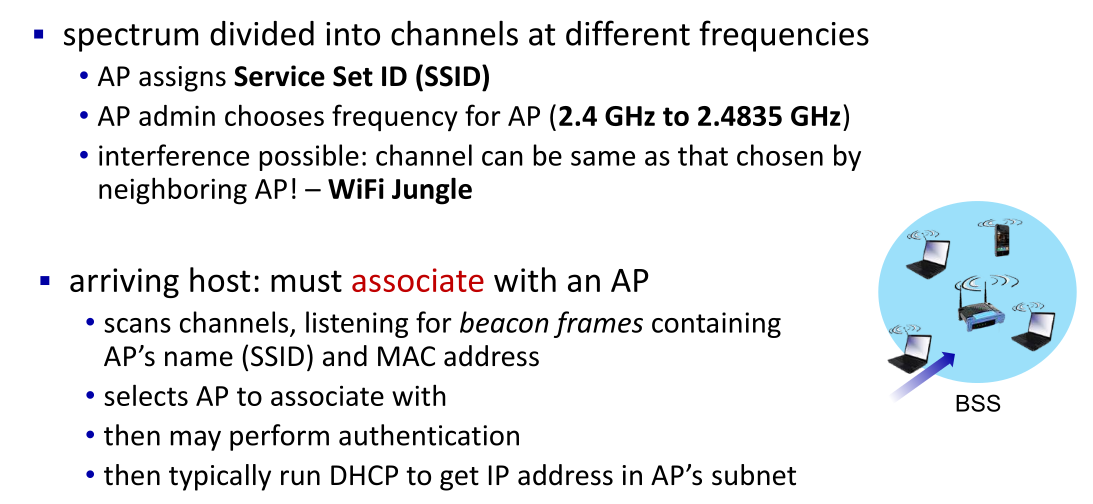 ▪ spectrum divided into channels at different frequencies
• AP assigns Service Set ID (SSID)
• AP admin chooses frequency for AP (2.4 GHz to 2.4835 GHz)
• interference possible: channel can be same as that chosen by
neighboring AP! – WiFi Jungle
▪ arriving host: must associate with an AP
• scans channels, listening for beacon frames containing
AP’s name (SSID) and MAC address
• selects AP to associate with
• then may perform authentication
• then typically run DHCP to get IP address in AP’s subnet
BSS